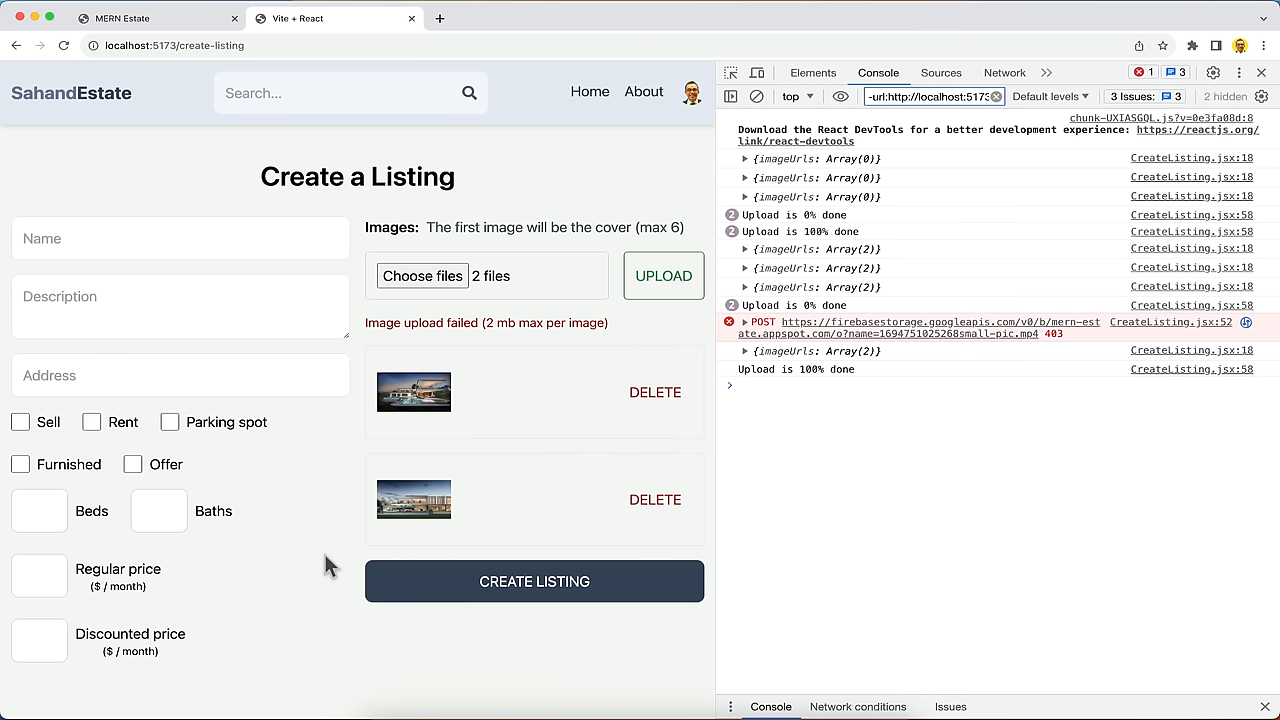 MERN Estate
Vite + React
localhost:5173/create-listing
SahandEstate
Search...
Home
About
Create a Listing
Name
Description
Address
Sell
Rent
Parking spot
Furnished
Offer
Beds
Baths
Regular price
($ / month)
Discounted price
($ / month)
Images: The first image will be the cover (max 6)
Choose files 2 files
UPLOAD
Image upload failed (2 mb max per image)
DELETE
DELETE
CREATE LISTING
Elements
Console
Sources
Network
1
3
top
-url:http://localhost:5173
Default levels
3 Issues:
3
2 hidden
chunk-UXIASGQL.js?v=0e3fa08d:8
Download the React DevTools for a better development experience: https://reactjs.org/
link/react-devtools
{imageUrls: Array(0)} CreateListing.jsx:18
{imageUrls: Array(0)} CreateListing.jsx:18
{imageUrls: Array(0)} CreateListing.jsx:18
2 Upload is 0% done CreateListing.jsx:58
2 Upload is 100% done CreateListing.jsx:58
{imageUrls: Array(2)} CreateListing.jsx:18
{imageUrls: Array(2)} CreateListing.jsx:18
{imageUrls: Array(2)} CreateListing.jsx:18
2 Upload is 0% done CreateListing.jsx:58
POST https://firebasestorage.googleapis.com/v0/b/mern-est CreateListing.jsx:52
ate.appspot.com/o?name=1694751025268small-pic.mp4 403
{imageUrls: Array(2)} CreateListing.jsx:18
Upload is 100% done CreateListing.jsx:58
Console
Network conditions
Issues